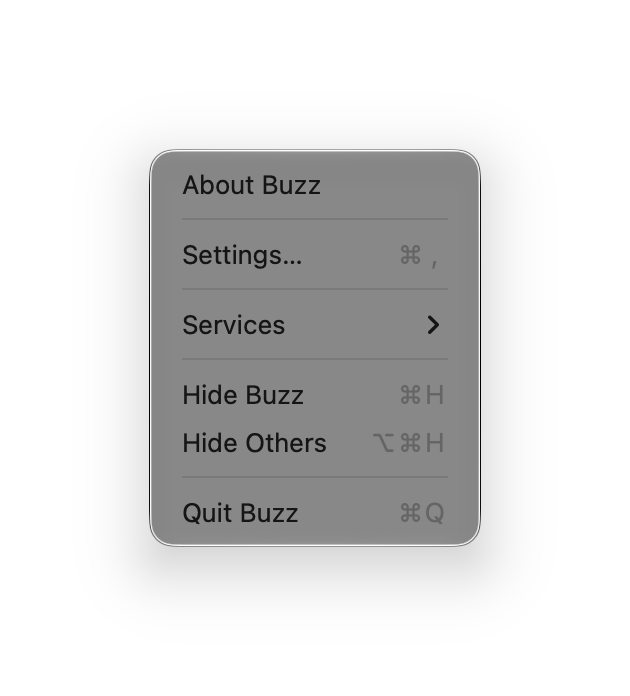 About Buzz
Settings... ⌘ ,
Services
Hide Buzz ⌘H
Hide Others ⌥⌘H
Quit Buzz ⌘Q